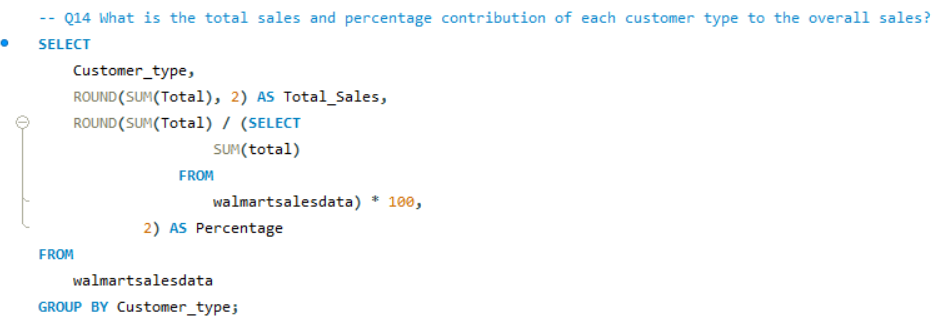 -- Q14 What is the total sales and percentage contribution of each customer type to the overall sales?
SELECT
Customer_type,
ROUND(SUM(Total), 2) AS Total_Sales,
ROUND(SUM(Total) / (SELECT
SUM(total)
FROM
walmartsalesdata) * 100,
2) AS Percentage
FROM
walmartsalesdata
GROUP BY Customer_type;